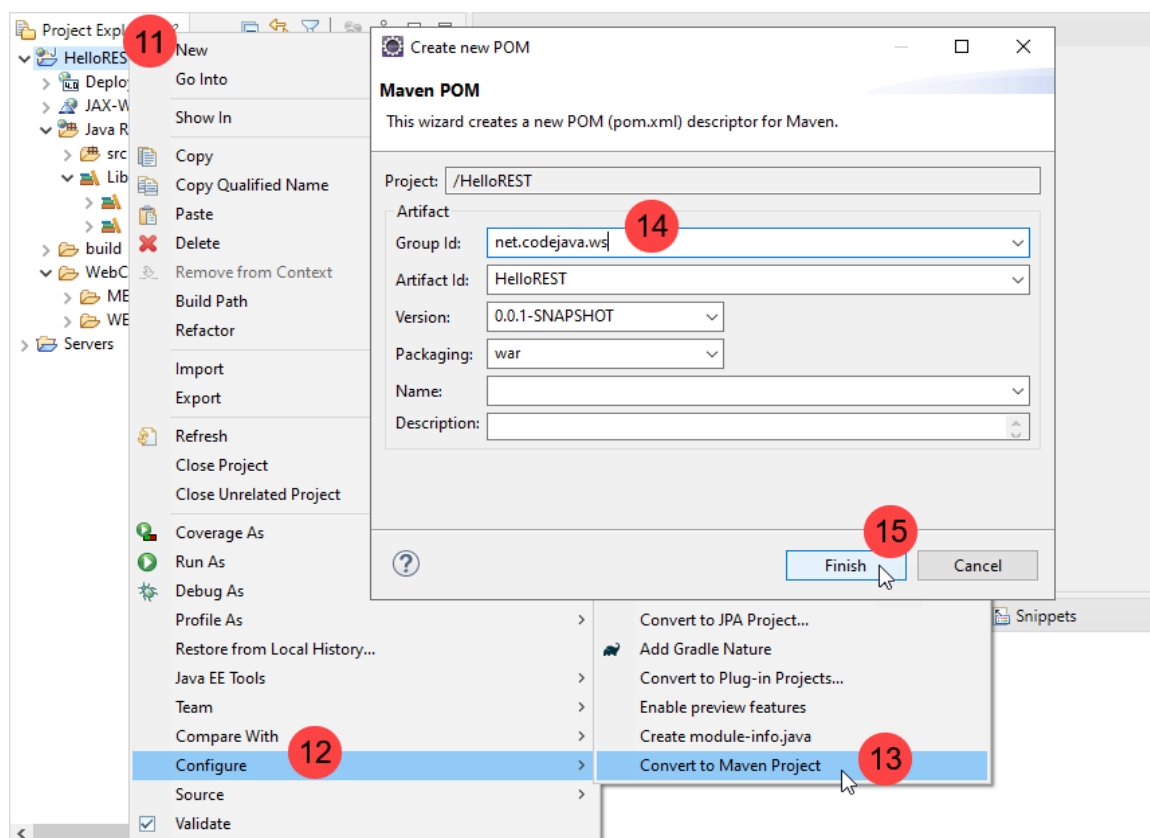 Project Expl
11
HelloRES
Deplo
JAX-W
Java R
src
Lib
build
WebC
ME
WE
Servers
New
Go Into
Show In
Copy
Copy Qualified Name
Paste
Delete
Remove from Context
Build Path
Refactor
Import
Export
Refresh
Close Project
Close Unrelated Project
Coverage As
Run As
Debug As
Profile As
Restore from Local History...
Java EE Tools
Team
Compare With
12
Configure
Source
Validate
Create new POM
Maven POM
This wizard creates a new POM (pom.xml) descriptor for Maven.
Project: /HelloREST
Artifact
14
Group Id: net.codejava.ws
Artifact Id: HelloREST
Version: 0.0.1-SNAPSHOT
Packaging: war
Name:
Description:
15
? Finish Cancel
Convert to JPA Project...
Add Gradle Nature
Convert to Plug-in Projects...
Enable preview features
Create module-info.java
Convert to Maven Project
13
Snippets